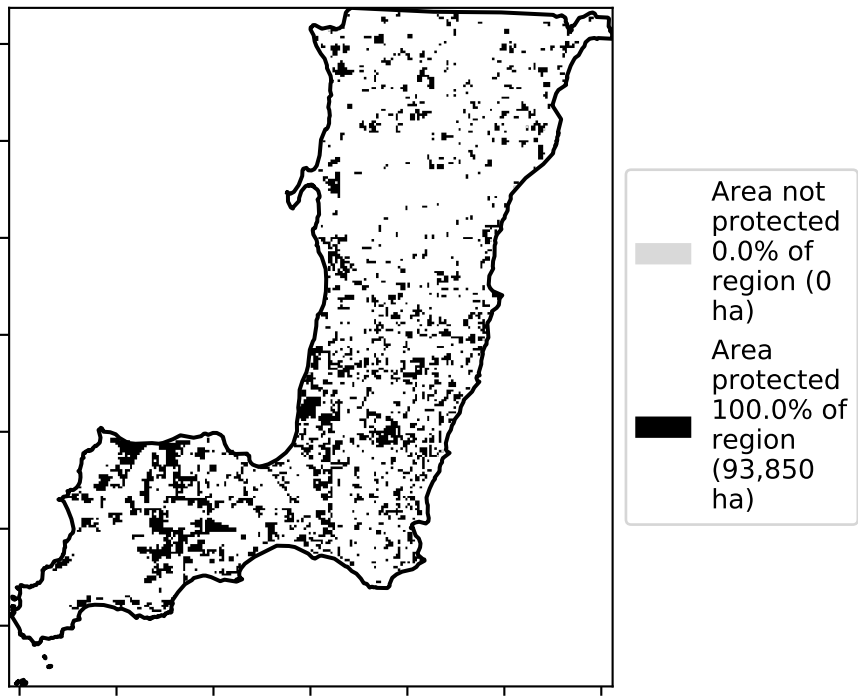 Area not
protected
0.0% of
region (0
ha)
Area
protected
100.0% of
region
(93,850
ha)